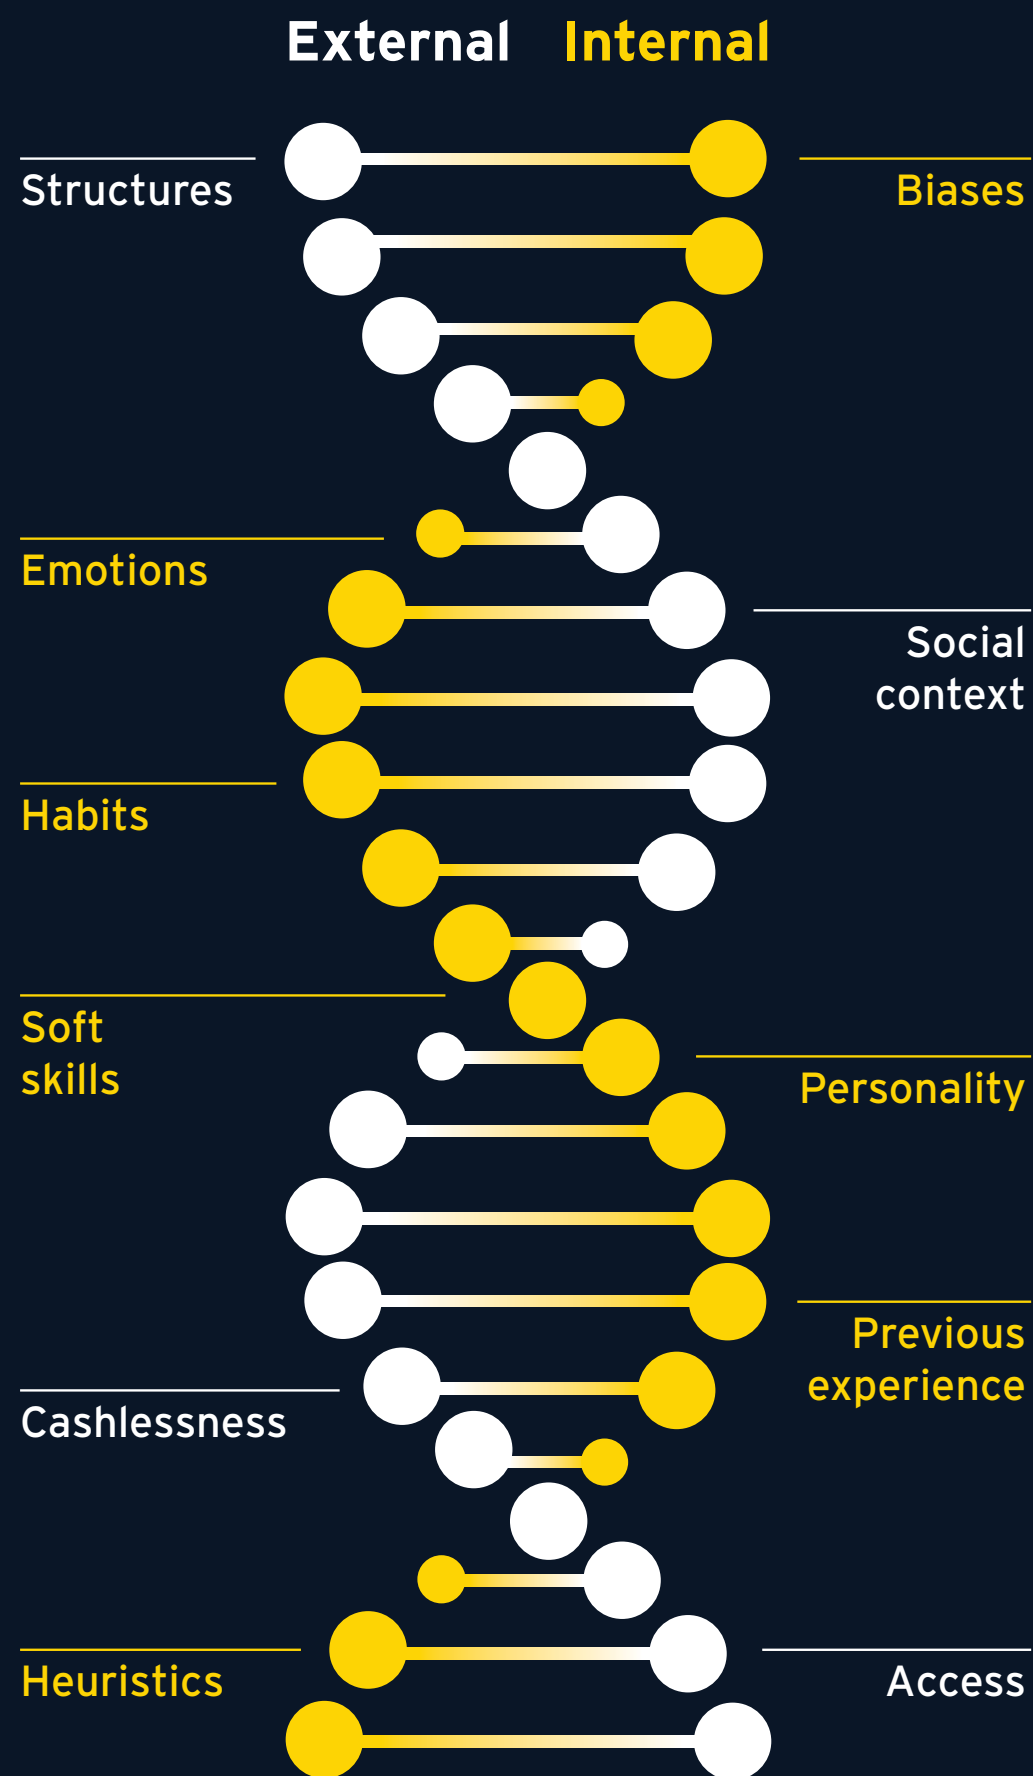 External Internal
Structures
Biases
Emotions
Social
context
Habits
Soft
skills
Personality
Previous
experience
Cashlessness
Heuristics
Access